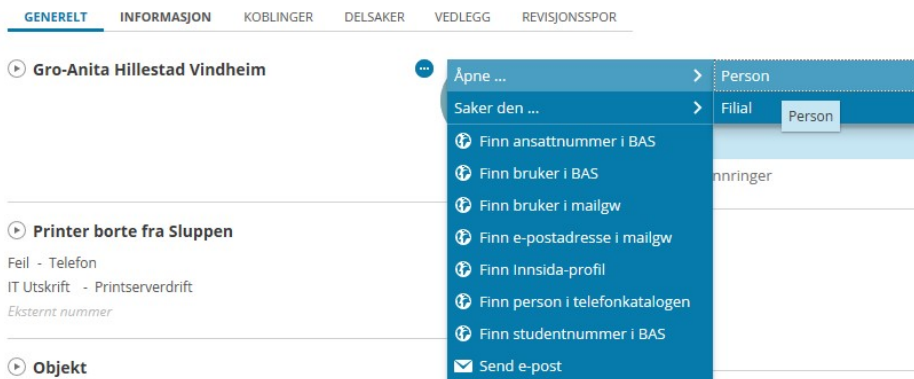 GENERELT INFORMASJON KOBLINGER DELSAKER VEDLEGG REVISJONSSPOR
Gro-Anita Hillestad Vindheim
Åpne ...
Person
Saker den ...
Filial
Person
Finn ansattnummer i BAS
Finn bruker i BAS
nnringer
Finn bruker i mailgw
Printer borte fra Sluppen
Finn e-postadresse i mailgw
Feil - Telefon
Finn Innsida-profil
IT Utskrift - Printserverdrift
Finn person i telefonkatalogen
Eksternt nummer
Finn studentnummer i BAS
Objekt
Send e-post